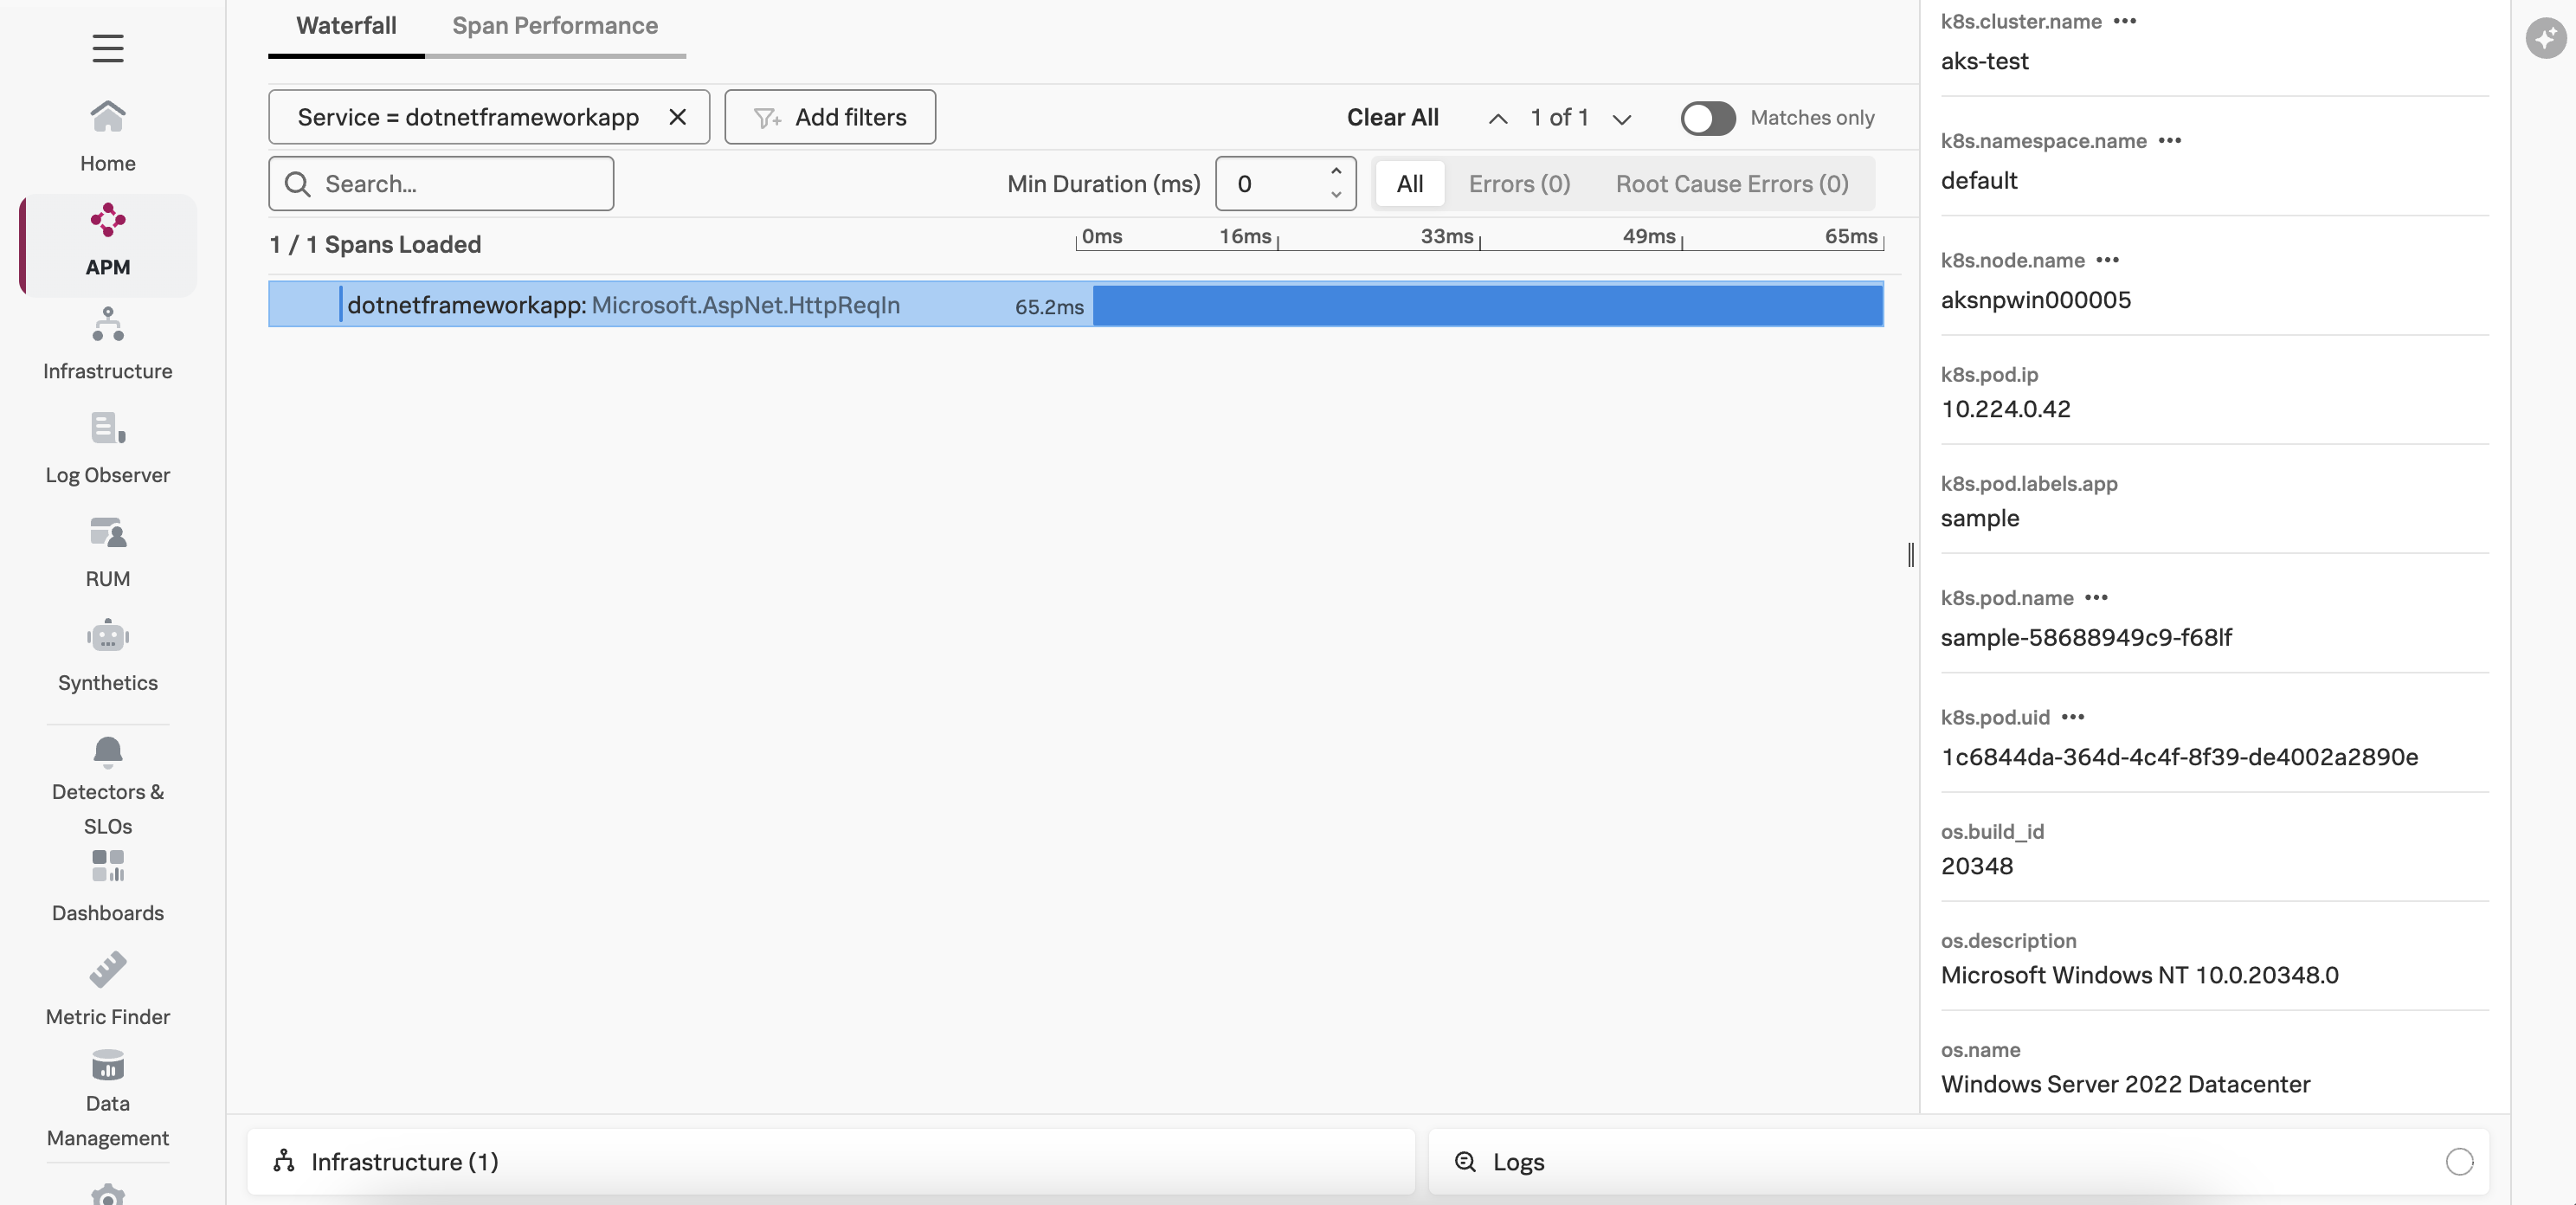 Home
APM
Infrastructure
Log Observer
RUM
Synthetics
Detectors &
SLOs
Dashboards
Metric Finder
Data
Management
Waterfall
Span Performance
Service = dotnetframeworkapp
Add filters
Clear All
1 of 1
Matches only
Search...
Min Duration (ms)
0
All
Errors (0)
Root Cause Errors (0)
1 / 1 Spans Loaded
0ms
16ms
33ms
49ms
65ms
dotnetframeworkapp: Microsoft.AspNet.HttpReqIn
65.2ms
k8s.cluster.name
aks-test
k8s.namespace.name
default
k8s.node.name
aksnpwin000005
k8s.pod.ip
10.224.0.42
k8s.pod.labels.app
sample
k8s.pod.name
sample-58688949c9-f68lf
k8s.pod.uid
1c6844da-364d-4c4f-8f39-de4002a2890e
os.build_id
20348
os.description
Microsoft Windows NT 10.0.20348.0
os.name
Windows Server 2022 Datacenter
Infrastructure (1)
Logs